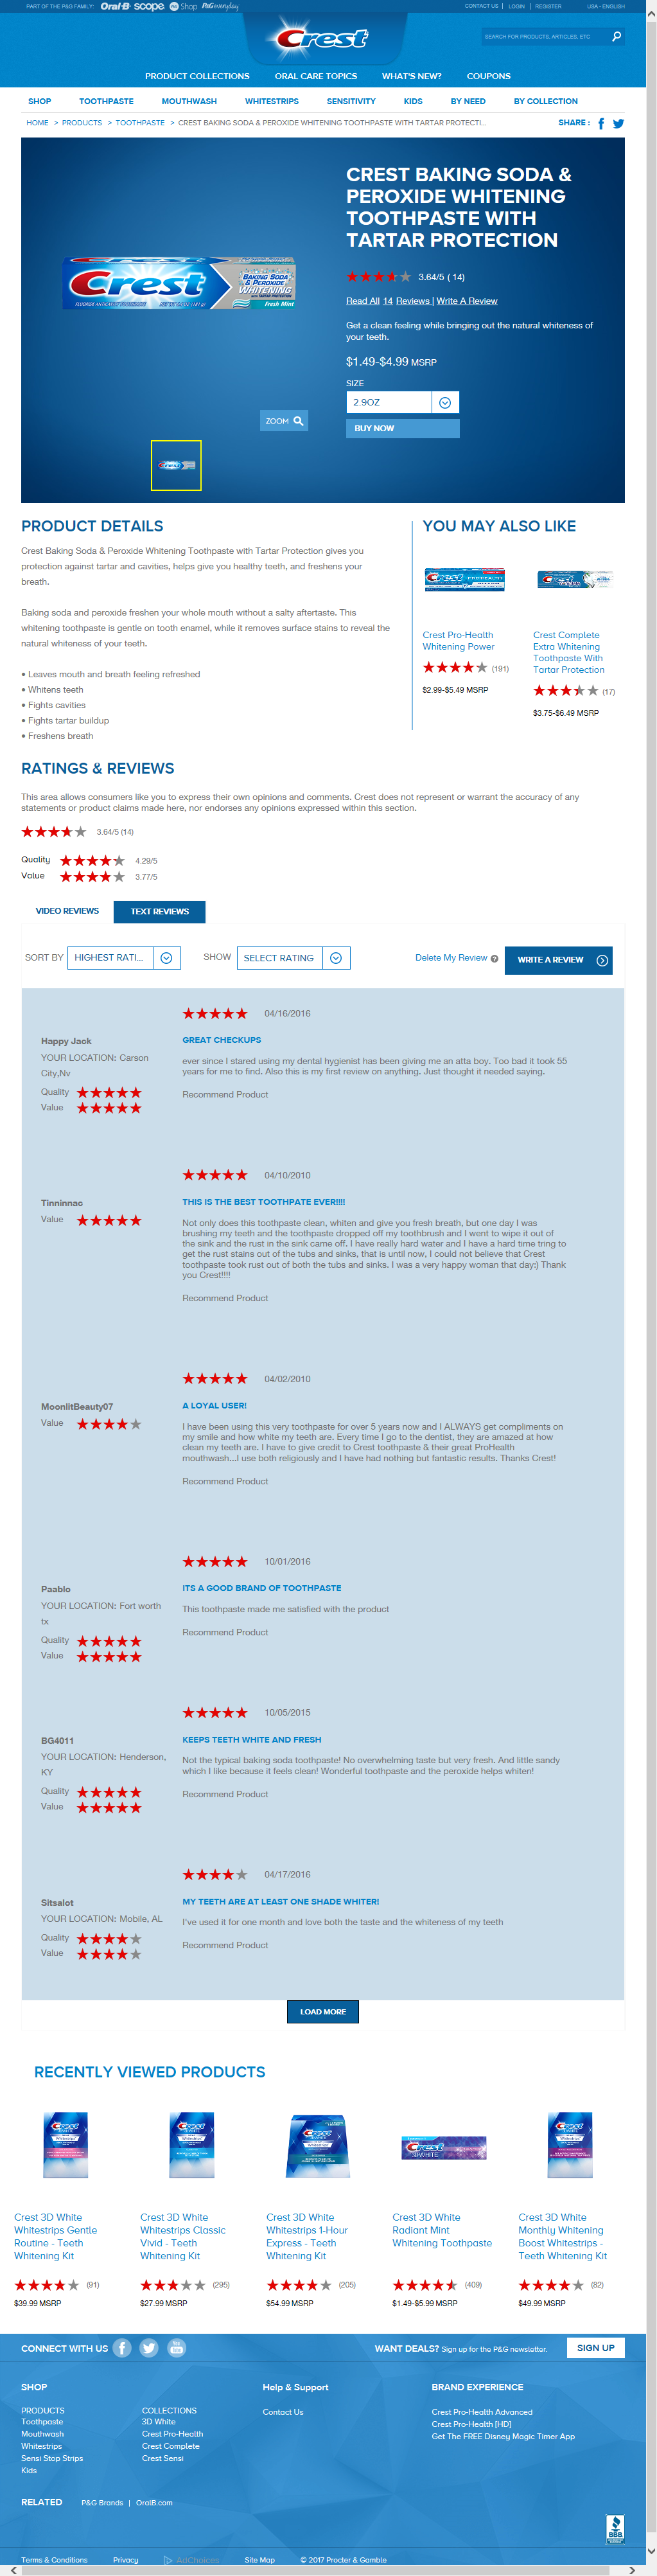 PART OF THE P&G FAMILY: Oral-B scope Shop P&G everyday CONTACT US | LOGIN | REGISTER USA - ENGLISH
Crest
SEARCH FOR PRODUCTS, ARTICLES, ETC
PRODUCT COLLECTIONS ORAL CARE TOPICS WHAT'S NEW? COUPONS
SHOP TOOTHPASTE MOUTHWASH WHITESTRIPS SENSITIVITY KIDS BY NEED BY COLLECTION
HOME > PRODUCTS > TOOTHPASTE > CREST BAKING SODA & PEROXIDE WHITENING TOOTHPASTE WITH TARTAR PROTECTI... SHARE :
CREST BAKING SODA &
PEROXIDE WHITENING
TOOTHPASTE WITH
TARTAR PROTECTION
Crest
BAKING SODA
& PEROXIDE
WHITENING
Fresh Mint
3.64/5 ( 14)
Read All 14 Reviews | Write A Review
Get a clean feeling while bringing out the natural whiteness of
your teeth.
$1.49-$4.99 MSRP
SIZE
2.9OZ
BUY NOW
ZOOM
PRODUCT DETAILS
Crest Baking Soda & Peroxide Whitening Toothpaste with Tartar Protection gives you
protection against tartar and cavities, helps give you healthy teeth, and freshens your
breath.
Baking soda and peroxide freshen your whole mouth without a salty aftertaste. This
whitening toothpaste is gentle on tooth enamel, while it removes surface stains to reveal the
natural whiteness of your teeth.
• Leaves mouth and breath feeling refreshed
• Whitens teeth
• Fights cavities
• Fights tartar buildup
• Freshens breath
YOU MAY ALSO LIKE
Crest Pro-Health
Whitening Power
(191)
$2.99-$5.49 MSRP
Crest Complete
Extra Whitening
Toothpaste With
Tartar Protection
(17)
$3.75-$6.49 MSRP
RATINGS & REVIEWS
This area allows consumers like you to express their own opinions and comments. Crest does not represent or warrant the accuracy of any
statements or product claims made here, nor endorses any opinions expressed within this section.
3.64/5 (14)
Quality 4.29/5
Value 3.77/5
VIDEO REVIEWS TEXT REVIEWS
SORT BY HIGHEST RATI... SHOW SELECT RATING Delete My Review ? WRITE A REVIEW
04/16/2016
Happy Jack
YOUR LOCATION: Carson
City,Nv
Quality
Value
GREAT CHECKUPS
ever since I stared using my dental hygienist has been giving me an atta boy. Too bad it took 55
years for me to find. Also this is my first review on anything. Just thought it needed saying.
Recommend Product
04/10/2010
Tinninnac
Value
THIS IS THE BEST TOOTHPATE EVER!!!!
Not only does this toothpaste clean, whiten and give you fresh breath, but one day I was
brushing my teeth and the toothpaste dropped off my toothbrush and I went to wipe it out of
the sink and the rust in the sink came off. I have really hard water and I have a hard time tring to
get the rust stains out of the tubs and sinks, that is until now, I could not believe that Crest
toothpaste took rust out of both the tubs and sinks. I was a very happy woman that day:) Thank
you Crest!!!!
Recommend Product
04/02/2010
MoonlitBeauty07
Value
A LOYAL USER!
I have been using this very toothpaste for over 5 years now and I ALWAYS get compliments on
my smile and how white my teeth are. Every time I go to the dentist, they are amazed at how
clean my teeth are. I have to give credit to Crest toothpaste & their great ProHealth
mouthwash...I use both religiously and I have had nothing but fantastic results. Thanks Crest!
Recommend Product
10/01/2016
Paablo
YOUR LOCATION: Fort worth
tx
Quality
Value
ITS A GOOD BRAND OF TOOTHPASTE
This toothpaste made me satisfied with the product
Recommend Product
10/05/2015
BG4011
YOUR LOCATION: Henderson,
KY
Quality
Value
KEEPS TEETH WHITE AND FRESH
Not the typical baking soda toothpaste! No overwhelming taste but very fresh. And little sandy
which I like because it feels clean! Wonderful toothpaste and the peroxide helps whiten!
Recommend Product
04/17/2016
Sitsalot
YOUR LOCATION: Mobile, AL
Quality
Value
MY TEETH ARE AT LEAST ONE SHADE WHITER!
I've used it for one month and love both the taste and the whiteness of my teeth
Recommend Product
LOAD MORE
RECENTLY VIEWED PRODUCTS
Crest 3D White
Whitestrips Gentle
Routine - Teeth
Whitening Kit
(91)
$39.99 MSRP
Crest 3D White
Whitestrips Classic
Vivid - Teeth
Whitening Kit
(295)
$27.99 MSRP
Crest 3D White
Whitestrips 1-Hour
Express - Teeth
Whitening Kit
(205)
$54.99 MSRP
Crest 3D White
Radiant Mint
Whitening Toothpaste
(409)
$1.49-$5.99 MSRP
Crest 3D White
Monthly Whitening
Boost Whitestrips -
Teeth Whitening Kit
(82)
$49.99 MSRP
CONNECT WITH US WANT DEALS? Sign up for the P&G newsletter. SIGN UP
SHOP
PRODUCTS
Toothpaste
Mouthwash
Whitestrips
Sensi Stop Strips
Kids
COLLECTIONS
3D White
Crest Pro-Health
Crest Complete
Crest Sensi
Help & Support
Contact Us
BRAND EXPERIENCE
Crest Pro-Health Advanced
Crest Pro-Health [HD]
Get The FREE Disney Magic Timer App
RELATED P&G Brands | OralB.com
BBB
Terms & Conditions Privacy AdChoices Site Map © 2017 Procter & Gamble